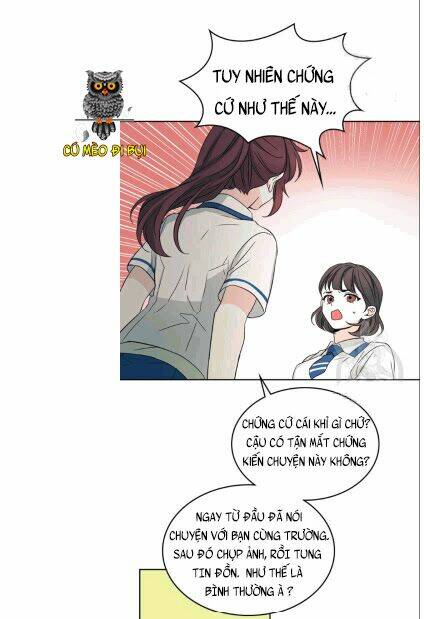 TUY NHIÊN CHỨNG
CỨ NHƯ THẾ NÀY...
CÚ MÈO ĐI BỤI
CHỨNG CỨ CÁI KHỈ GÌ CHỨ?
CẬU CÓ TẬN MẮT CHỨNG
KIẾN CHUYỆN NÀY KHÔNG?
NGAY TỪ ĐẦU ĐÃ NÓI
CHUYỆN VỚI BẠN CÙNG TRƯỜNG.
SAU ĐÓ CHỤP ẢNH, RỒI TUNG
TIN ĐỒN. NHƯ THẾ LÀ
BÌNH THƯỜNG À ?